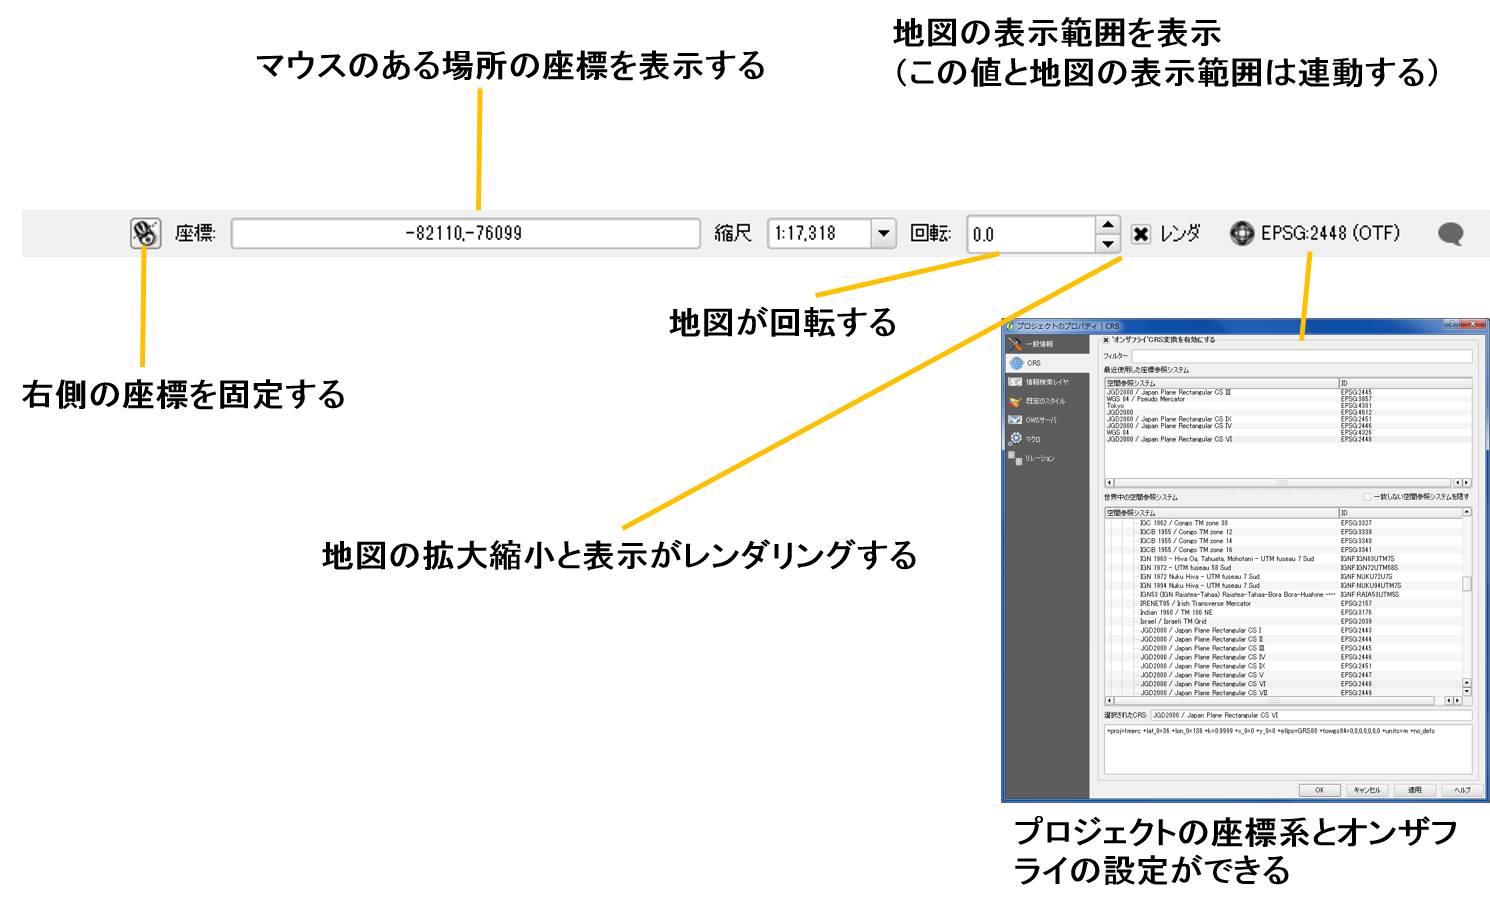 地図の表示範囲を表示
（この値と地図の表示範囲は連動する）
マウスのある場所の座標を表示する
座標:
-82110,-76099
縮尺
1:17,318
回転:
0.0
レンダ
EPSG:2448 (OTF)
地図が回転する
右側の座標を固定する
地図の拡大縮小と表示がレンダリングする
プロジェクトのプロパティ | CRS
一般情報
CRS
情報検索レイヤ
既定のスタイル
OWSサーバ
マクロ
リレーション
'オンザフライ'CRS変換を有効にする
フィルター
最近使用した座標参照システム
空間参照システム ID
JGD2000 / Japan Plane Rectangular CS III EPSG:2445
WGS 84 / Pseudo Mercator EPSG:3857
Tokyo EPSG:4301
JGD2000 EPSG:4612
JGD2000 / Japan Plane Rectangular CS IX EPSG:2451
JGD2000 / Japan Plane Rectangular CS IV EPSG:2446
WGS 84 EPSG:4326
JGD2000 / Japan Plane Rectangular CS VI EPSG:2448
世界中の空間参照システム
一致しない空間参照システムを隠す
空間参照システム ID
IGC 1962 / Congo TM zone 30 EPSG:3327
IGCB 1955 / Congo TM zone 12 EPSG:3339
IGCB 1955 / Congo TM zone 14 EPSG:3340
IGCB 1955 / Congo TM zone 16 EPSG:3341
IGN 1963 - Hiva Oa, Tahuata, Mohotani - UTM fuseau 7 Sud IGNF:IGN63UTM7S
IGN 1972 - UTM fuseau 58 Sud IGNF:IGN72UTM58S
IGN 1972 Nuku Hiva - UTM fuseau 7 Sud IGNF:NUKU72U7S
IGN 1994 Nuku Hiva - UTM fuseau 7 Sud IGNF:NUKU94UTM7S
IGN53 (IGN Raiatea-Tahaa) Raiatea-Tahaa-Bora Bora-Huahine IGNF:RAIA53UTM5S
IRENET95 / Irish Transverse Mercator EPSG:2157
Indian 1960 / TM 106 NE EPSG:3176
Israel / Israeli TM Grid EPSG:2039
JGD2000 / Japan Plane Rectangular CS I EPSG:2443
JGD2000 / Japan Plane Rectangular CS II EPSG:2444
JGD2000 / Japan Plane Rectangular CS III EPSG:2445
JGD2000 / Japan Plane Rectangular CS IV EPSG:2446
JGD2000 / Japan Plane Rectangular CS IX EPSG:2451
JGD2000 / Japan Plane Rectangular CS V EPSG:2447
JGD2000 / Japan Plane Rectangular CS VI EPSG:2448
JGD2000 / Japan Plane Rectangular CS VII EPSG:2449
選択されたCRS: JGD2000 / Japan Plane Rectangular CS VI
+proj=tmerc +lat_0=36 +lon_0=136 +k=0.9999 +x_0=0 +y_0=0 +ellps=GRS80 +towgs84=0,0,0,0,0,0,0 +units=m +no_defs
OK
キャンセル
適用
ヘルプ
プロジェクトの座標系とオンザフ
ライの設定ができる